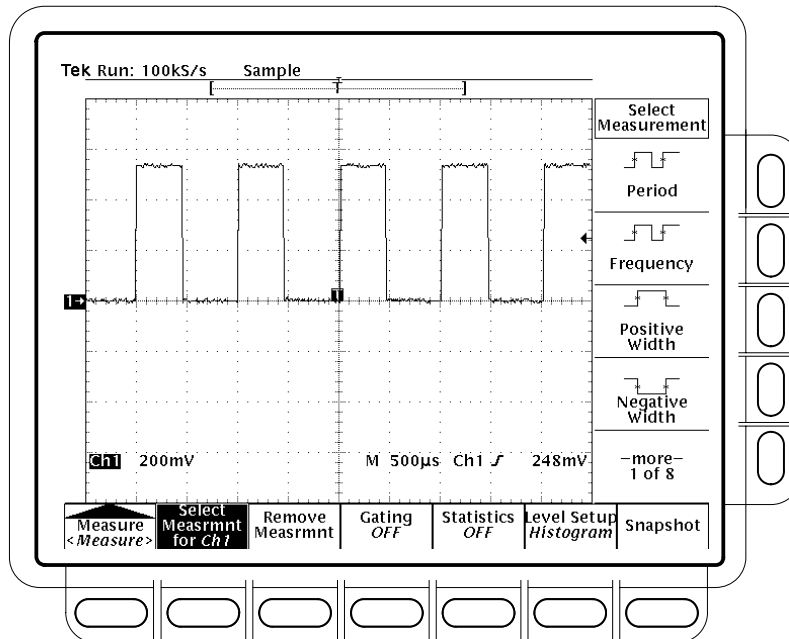 Tek Run: 100kS/s Sample
[ T ]
Select
Measurement
Period
Frequency
Positive
Width
Negative
Width
–more–
1 of 8
1→
T
Ch1 200mV M 500µs Ch1 248mV
Measure
<Measure>
Select
Measrmnt
for Ch1
Remove
Measrmnt
Gating
OFF
Statistics
OFF
Level Setup
Histogram
Snapshot